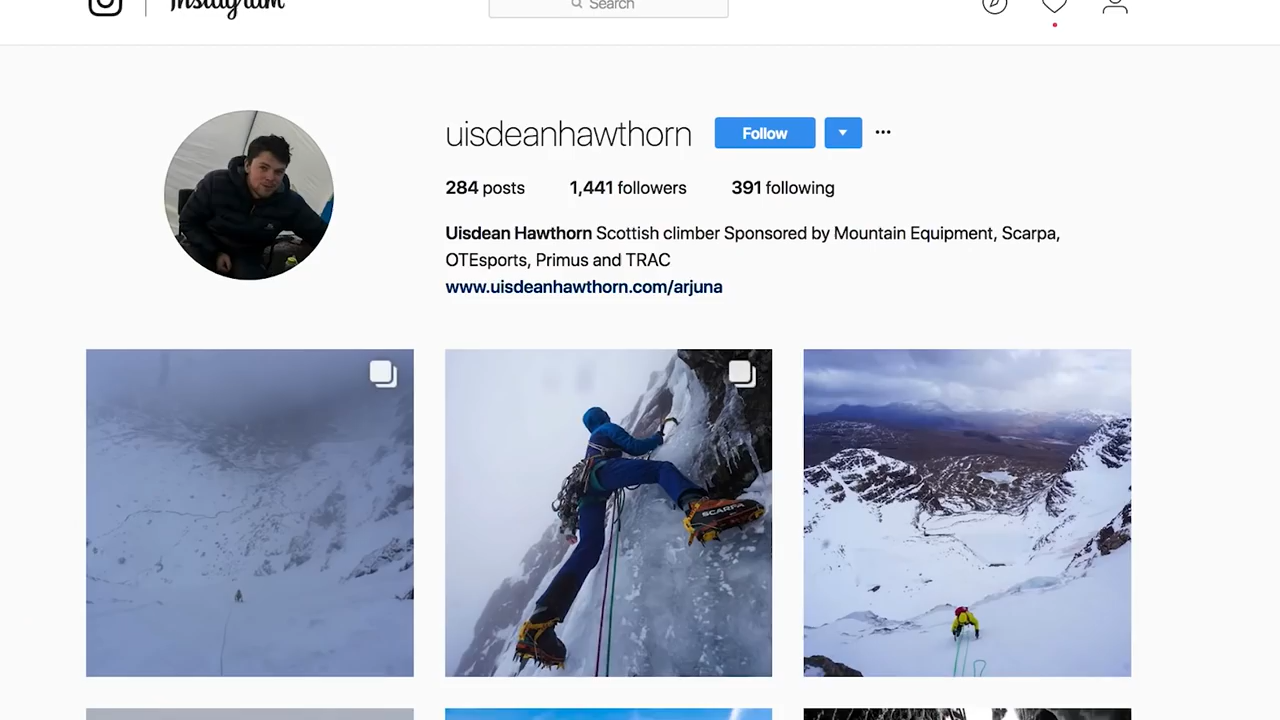 Instagram
Search
uisdeanhawthorn Follow
284 posts 1,441 followers 391 following
Uisdean Hawthorn Scottish climber Sponsored by Mountain Equipment, Scarpa,
OTEsports, Primus and TRAC
www.uisdeanhawthorn.com/arjuna
SCARPA